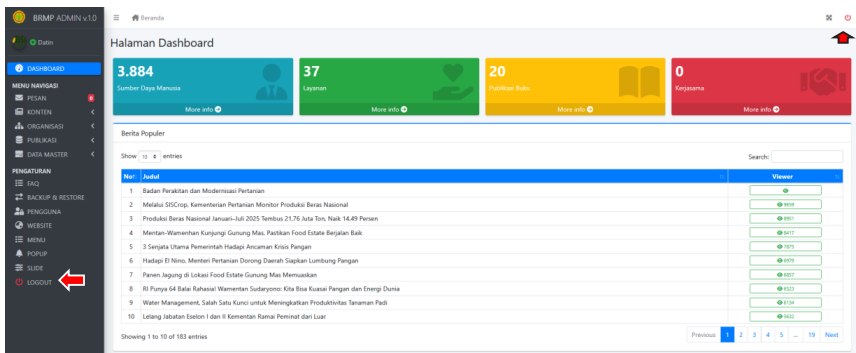 BRMP ADMIN v.1.0
Beranda
Datin
Halaman Dashboard
DASHBOARD
MENU NAVIGASI
PESAN
KONTEN
ORGANISASI
PUBLIKASI
DATA MASTER
PENGATURAN
FAQ
BACKUP & RESTORE
PENGGUNA
WEBSITE
MENU
POPUP
SLIDE
LOGOUT
3.884
Sumber Daya Manusia
More info
37
Layanan
More info
20
Publikasi Buku
More info
0
Kerjasama
More info
Berita Populer
Show 10 entries
Search:
No Judul Viewer
1 Badan Perakitan dan Modernisasi Pertanian
2 Melalui SISCrop, Kementerian Pertanian Monitor Produksi Beras Nasional 9809
3 Produksi Beras Nasional Januari–Juli 2025 Tembus 21,76 Juta Ton, Naik 14,49 Persen 8951
4 Mentan–Wamenhan Kunjungi Gunung Mas, Pastikan Food Estate Berjalan Baik 8417
5 3 Senjata Utama Pemerintah Hadapi Ancaman Krisis Pangan 7875
6 Hadapi El Nino, Menteri Pertanian Dorong Daerah Siapkan Lumbung Pangan 6979
7 Panen Jagung di Lokasi Food Estate Gunung Mas Memuaskan
8 RI Punya 64 Balai Rahasia! Wamentan Sudaryono: Kita Bisa Kuasai Pangan dan Energi Dunia
9 Water Management, Salah Satu Kunci untuk Meningkatkan Produktivitas Tanaman Padi 6134
10 Lelang Jabatan Eselon I dan II Kementan Ramai Peminat dari Luar 5632
Showing 1 to 10 of 183 entries
Previous 1 2 3 4 5 ... 19 Next